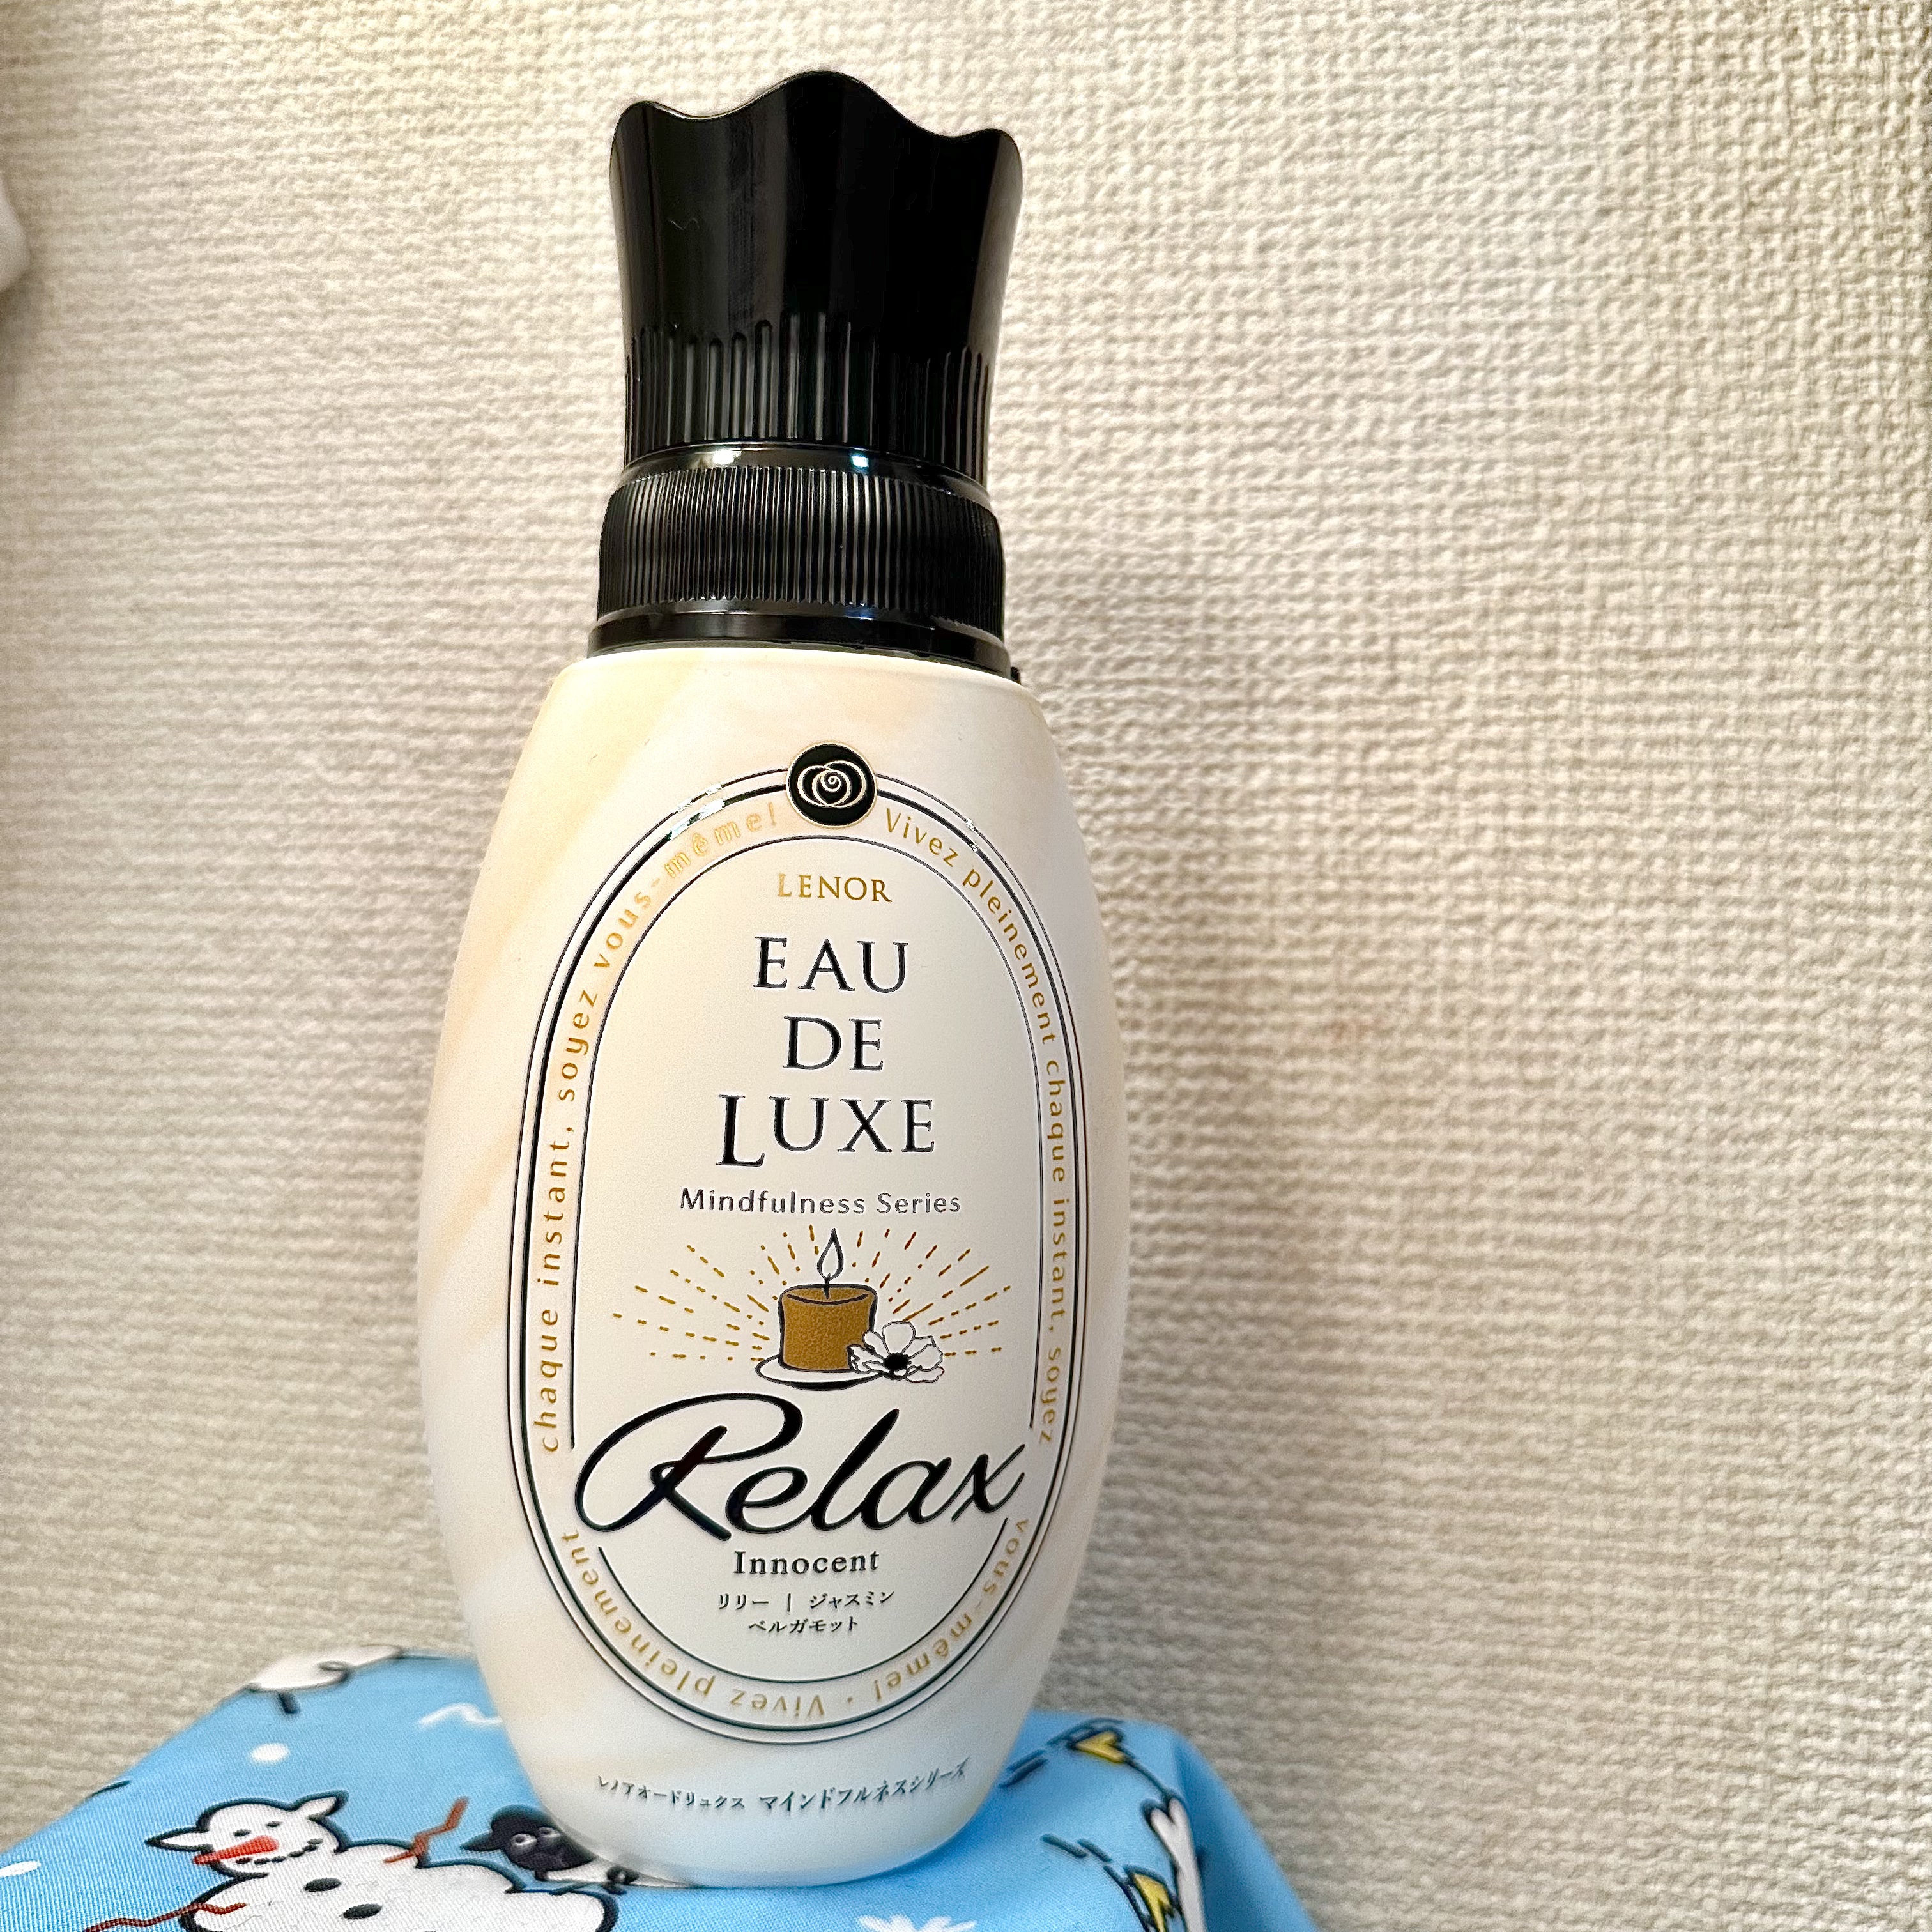 LENOR
EAU
DE
LUXE
Mindfulness Series
Relax
Innocent
リリー | ジャスミン
ベルガモット
Vivez pleinement chaque instant, soyez vous-même! • Vivez pleinement chaque instant, soyez vous-même!
レノアオードリュクス マインドフルネスシリーズ